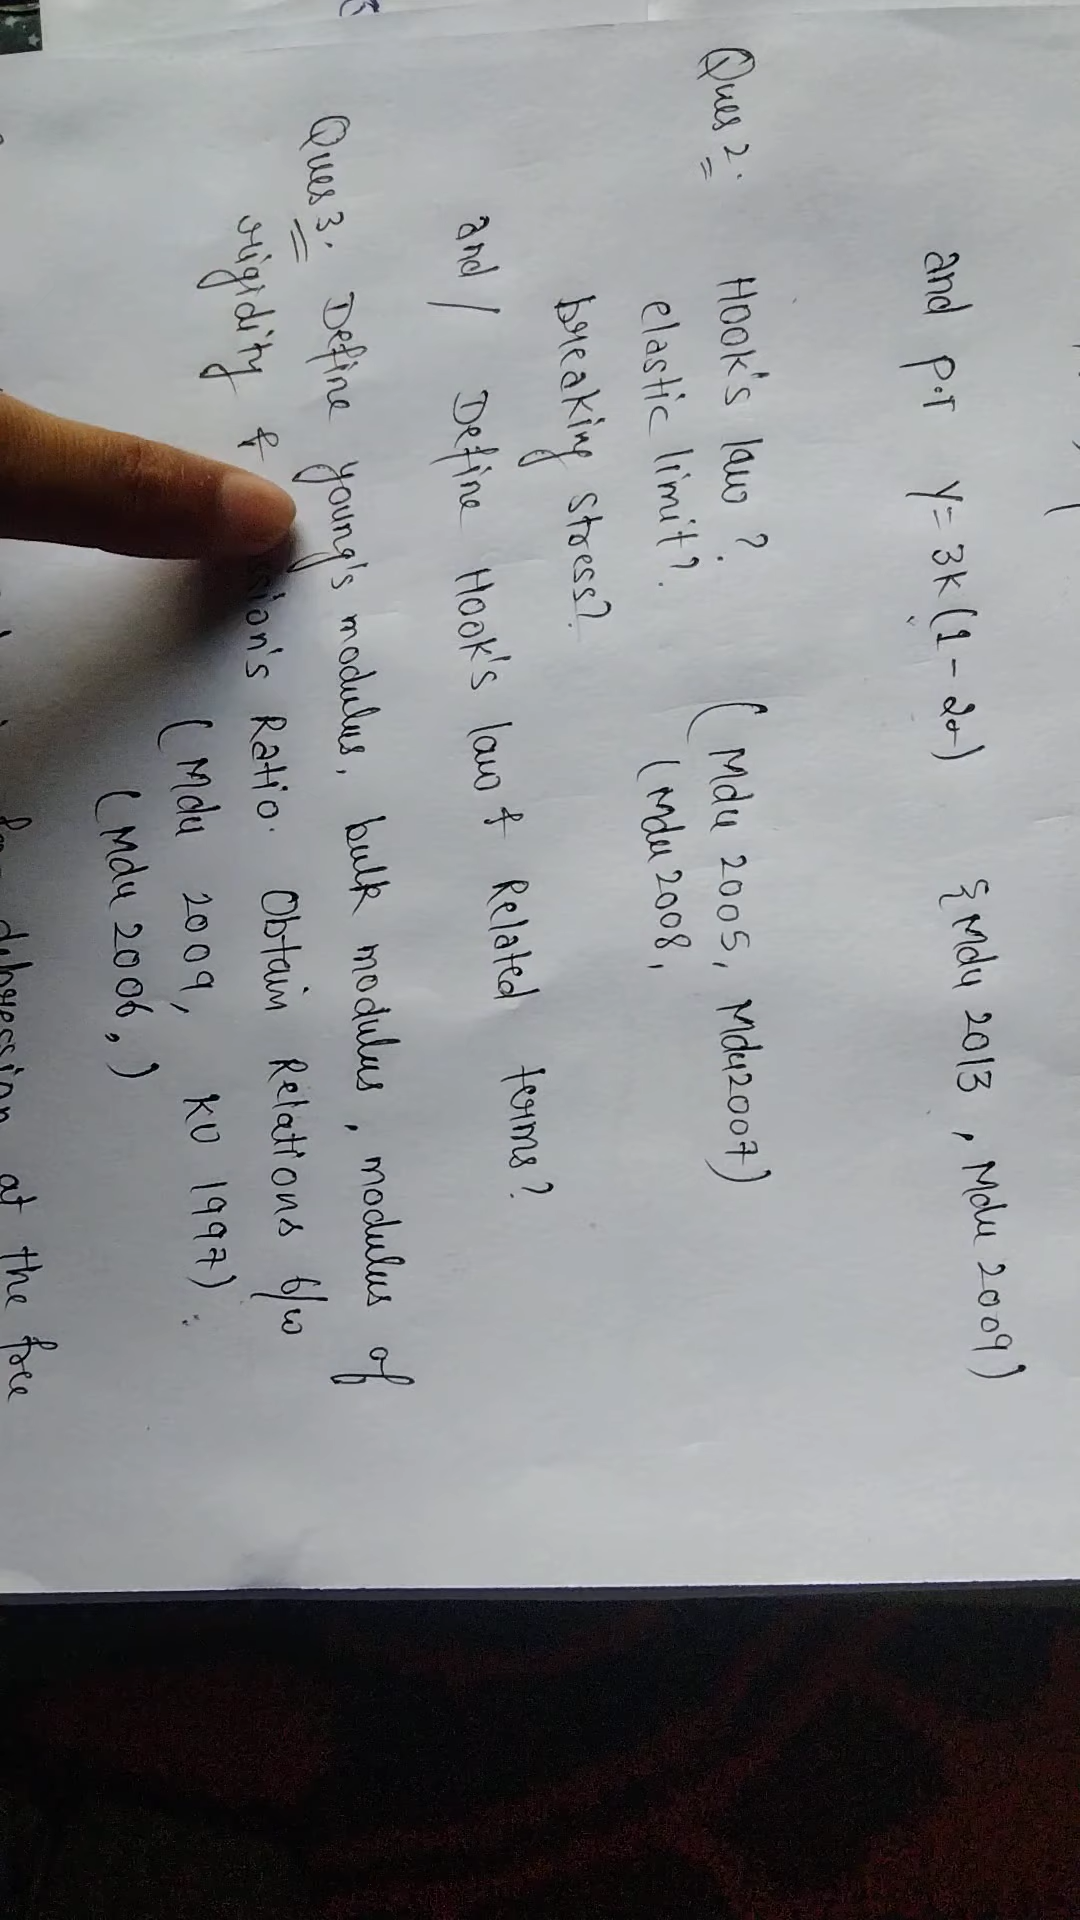 and P.T Y = 3K (1 - 2σ) {Mdu 2013, Mdu 2009)
Ques 2. Hook's law ? (Mdu 2005, Mdu2007)
elastic limit? (Mdu 2008,
breaking stress?
and / Define Hook's law & Related terms?
Ques 3. Define young's modulus, bulk modulus, modulus of
rigidity & Ratio. Obtain Relations b/w
(Mdu 2009, KU 1997).
(Mdu 2006,)
depression at the free